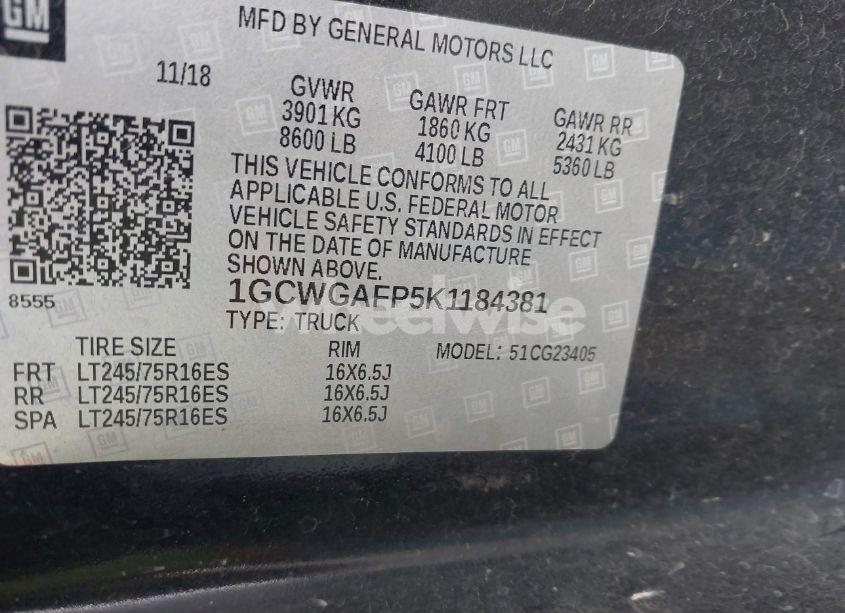 GM
MFD BY GENERAL MOTORS LLC
11/18
GVWR
3901 KG
8600 LB
GAWR FRT
1860 KG
4100 LB
GAWR RR
2431 KG
5360 LB
THIS VEHICLE CONFORMS TO ALL
APPLICABLE U.S. FEDERAL MOTOR
VEHICLE SAFETY STANDARDS IN EFFECT
ON THE DATE OF MANUFACTURE
SHOWN ABOVE.
8555
1GCWGAFP5K1184381
wheelwise
TYPE: TRUCK
MODEL: 51CG23405
TIRE SIZE RIM
FRT LT245/75R16ES 16X6.5J
RR LT245/75R16ES 16X6.5J
SPA LT245/75R16ES 16X6.5J